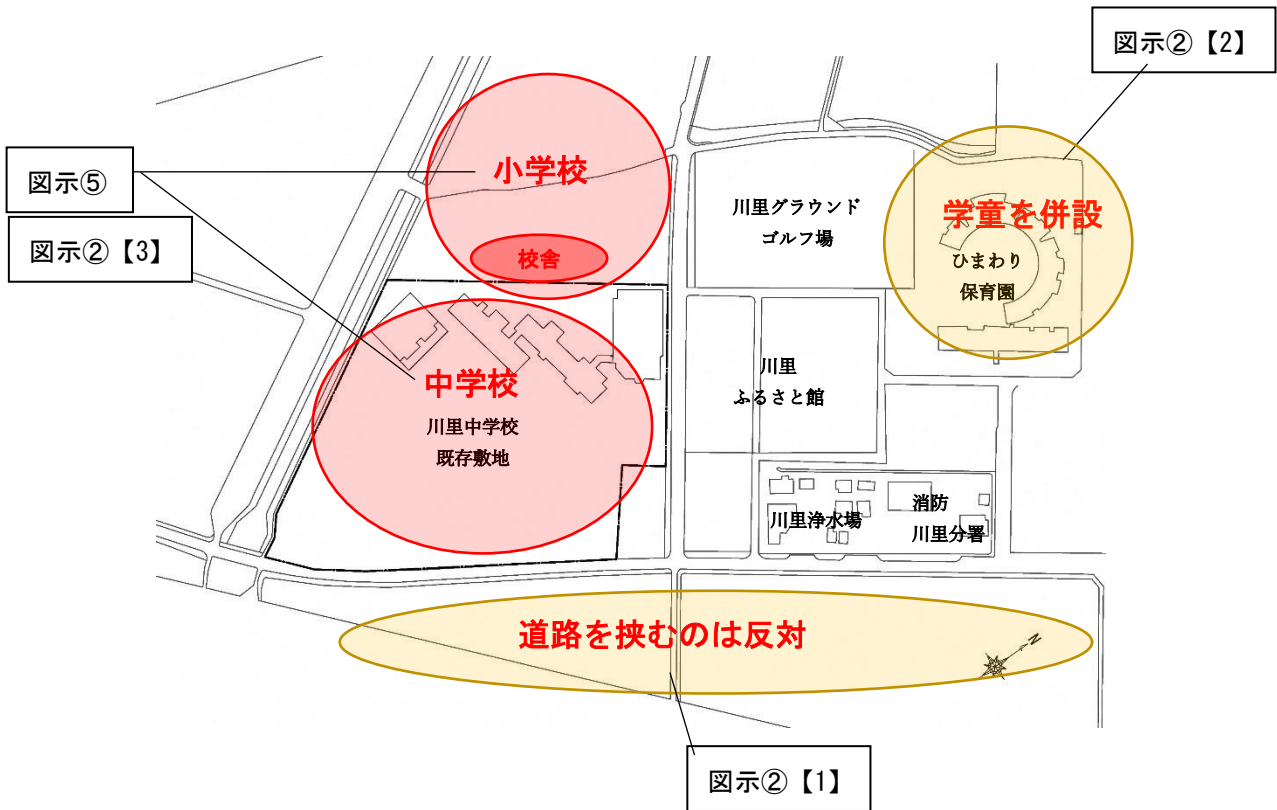 図示②【2】
小学校
図示⑤
川里グラウンド
ゴルフ場
学童を併設
図示②【3】
校舎
ひまわり
保育園
中学校
川里
ふるさと館
川里中学校
既存敷地
川里浄水場
消防
川里分署
道路を挟むのは反対
N
図示②【1】